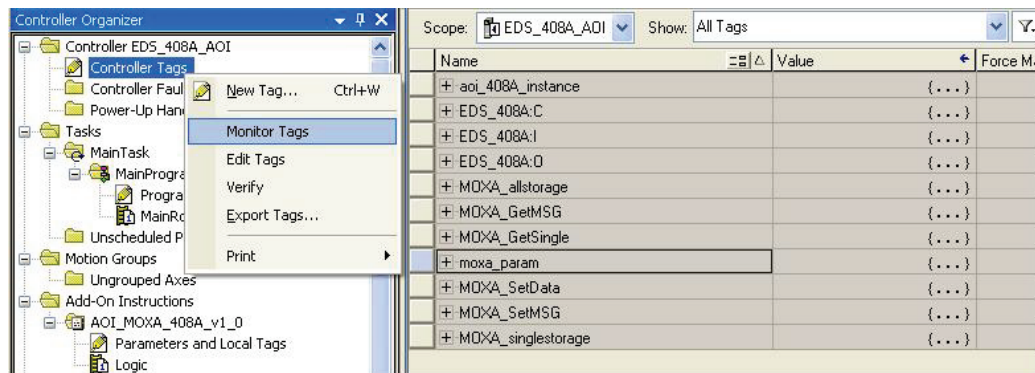 Controller Organizer
Controller EDS_408A_AOI
Controller Tags
Controller Faul
Power-Up Han
Tasks
MainTask
MainProgra
Progra
MainRo
Unscheduled P
Motion Groups
Ungrouped Axes
Add-On Instructions
AOI_MOXA_408A_v1_0
Parameters and Local Tags
Logic
New Tag... Ctrl+W
Monitor Tags
Edit Tags
Verify
Export Tags...
Print
Scope: EDS_408A_AOI Show: All Tags
Name Value Force M
aoi_408A_instance {...}
EDS_408A:C {...}
EDS_408A:I {...}
EDS_408A:O {...}
MOXA_allstorage {...}
MOXA_GetMSG {...}
MOXA_GetSingle {...}
moxa_param {...}
MOXA_SetData {...}
MOXA_SetMSG {...}
MOXA_singlestorage {...}